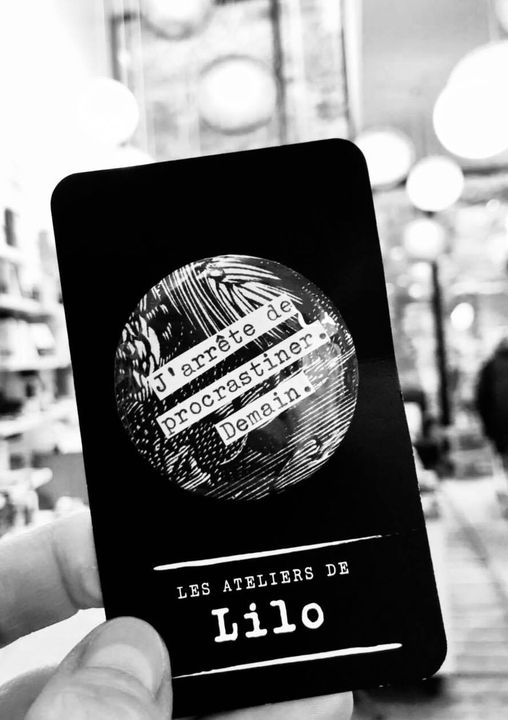 J'arrête de
procrastiner.
Demain.
LES ATELIERS DE
Lilo